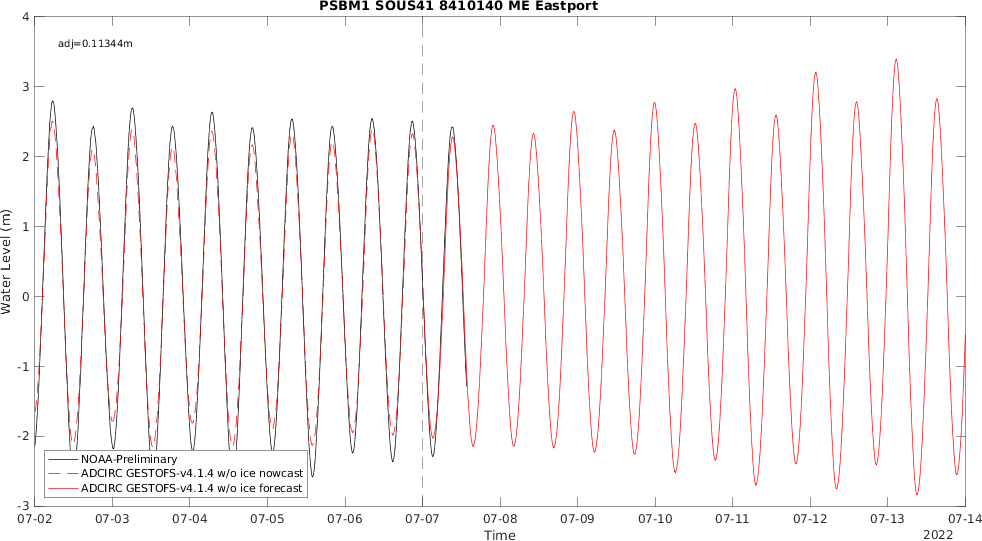 PSBM1 SOUS41 8410140 ME Eastport
adj=0.11344m
Water Level (m)
4
3
2
1
0
-1
-2
-3
NOAA-Preliminary
ADCIRC GESTOFS-v4.1.4 w/o ice nowcast
ADCIRC GESTOFS-v4.1.4 w/o ice forecast
07-02 07-03 07-04 07-05 07-06 07-07 07-08 07-09 07-10 07-11 07-12 07-13 07-14
Time
2022